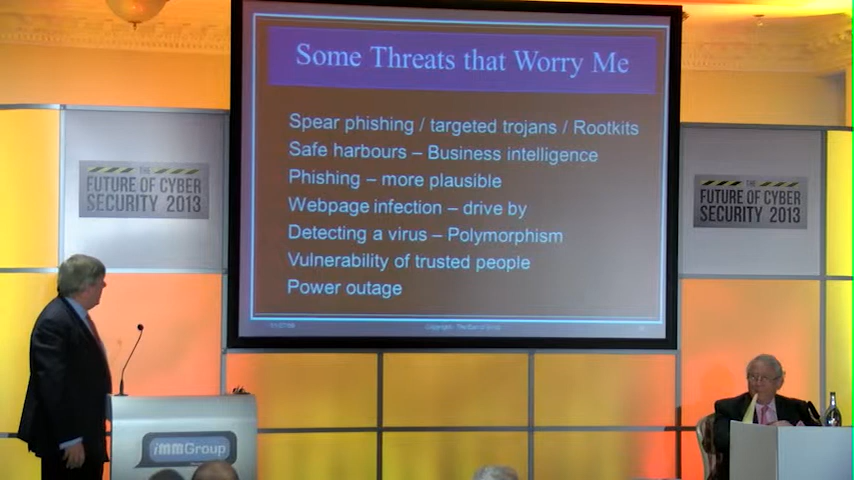 Some Threats that Worry Me
Spear phishing / targeted trojans / Rootkits
Safe harbours – Business intelligence
Phishing – more plausible
Webpage infection – drive by
Detecting a virus – Polymorphism
Vulnerability of trusted people
Power outage
THE
FUTURE OF CYBER
SECURITY 2013
THE
FUTURE OF CYBER
SECURITY 2013
iMMGroup